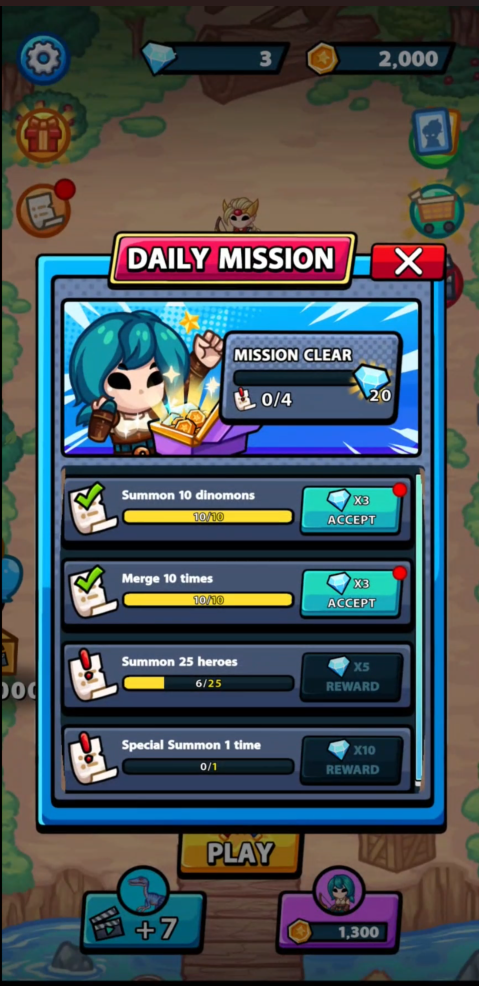 3
2,000
DAILY MISSION
MISSION CLEAR
0/4
20
Summon 10 dinomons
10/10
X3
ACCEPT
Merge 10 times
10/10
X3
ACCEPT
Summon 25 heroes
6/25
X5
REWARD
Special Summon 1 time
0/1
X10
REWARD
PLAY
+7
1,300